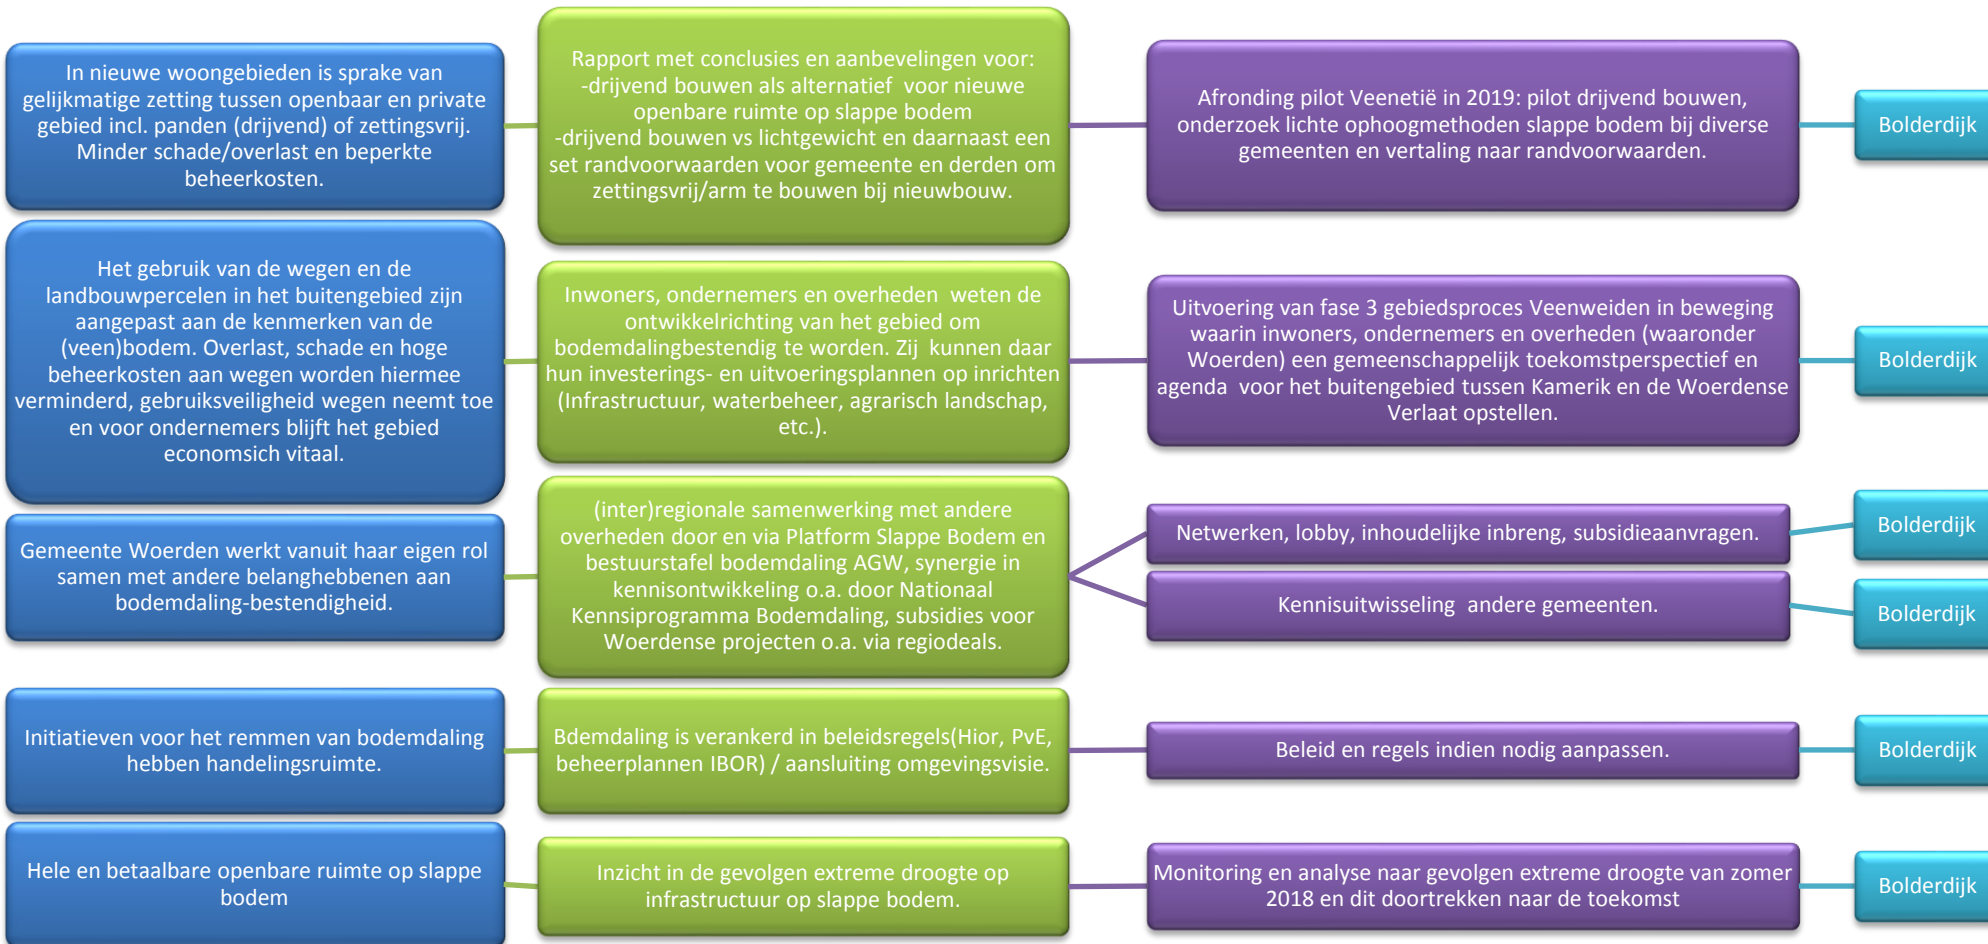 In nieuwe woongebieden is sprake van
gelijkmatige zetting tussen openbaar en private
gebied incl. panden (drijvend) of zettingsvrij.
Minder schade/overlast en beperkte
beheerkosten.
Rapport met conclusies en aanbevelingen voor:
-drijvend bouwen als alternatief voor nieuwe
openbare ruimte op slappe bodem
-drijvend bouwen vs lichtgewicht en daarnaast een
set randvoorwaarden voor gemeente en derden om
zettingsvrij/arm te bouwen bij nieuwbouw.
Afronding pilot Veenetië in 2019: pilot drijvend bouwen,
onderzoek lichte ophoogmethoden slappe bodem bij diverse
gemeenten en vertaling naar randvoorwaarden.
Bolderdijk
Het gebruik van de wegen en de
landbouwpercelen in het buitengebied zijn
aangepast aan de kenmerken van de
(veen)bodem. Overlast, schade en hoge
beheerkosten aan wegen worden hiermee
verminderd, gebruiksveiligheid wegen neemt toe
en voor ondernemers blijft het gebied
economsich vitaal.
Inwoners, ondernemers en overheden weten de
ontwikkelrichting van het gebied om
bodemdalingbestendig te worden. Zij kunnen daar
hun investerings- en uitvoeringsplannen op inrichten
(Infrastructuur, waterbeheer, agrarisch landschap,
etc.).
Uitvoering van fase 3 gebiedsproces Veenweiden in beweging
waarin inwoners, ondernemers en overheden (waaronder
Woerden) een gemeenschappelijk toekomstperspectief en
agenda voor het buitengebied tussen Kamerik en de Woerdense
Verlaat opstellen.
Bolderdijk
Gemeente Woerden werkt vanuit haar eigen rol
samen met andere belanghebbenen aan
bodemdaling-bestendigheid.
(inter)regionale samenwerking met andere
overheden door en via Platform Slappe Bodem en
bestuurstafel bodemdaling AGW, synergie in
kennisontwikkeling o.a. door Nationaal
Kennsiprogramma Bodemdaling, subsidies voor
Woerdense projecten o.a. via regiodeals.
Netwerken, lobby, inhoudelijke inbreng, subsidieaanvragen.
Bolderdijk
Kennisuitwisseling andere gemeenten.
Bolderdijk
Initiatieven voor het remmen van bodemdaling
hebben handelingsruimte.
Bdemdaling is verankerd in beleidsregels(Hior, PvE,
beheerplannen IBOR) / aansluiting omgevingsvisie.
Beleid en regels indien nodig aanpassen.
Bolderdijk
Hele en betaalbare openbare ruimte op slappe
bodem
Inzicht in de gevolgen extreme droogte op
infrastructuur op slappe bodem.
Monitoring en analyse naar gevolgen extreme droogte van zomer
2018 en dit doortrekken naar de toekomst
Bolderdijk